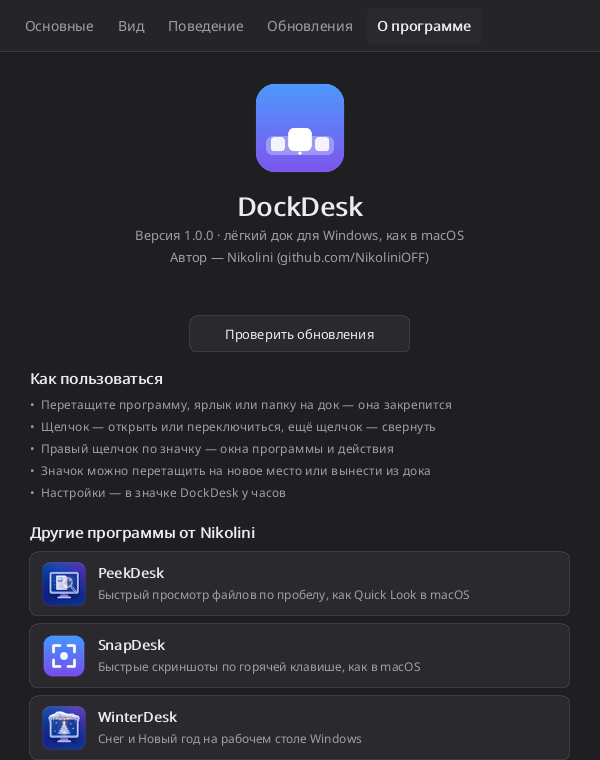 Основные Вид Поведение Обновления О программе
DockDesk
Версия 1.0.0 · лёгкий док для Windows, как в macOS
Автор — Nikolini (github.com/NikoliniOFF)
Проверить обновления
Как пользоваться
• Перетащите программу, ярлык или папку на док — она закрепится
• Щелчок — открыть или переключиться, ещё щелчок — свернуть
• Правый щелчок по значку — окна программы и действия
• Значок можно перетащить на новое место или вынести из дока
• Настройки — в значке DockDesk у часов
Другие программы от Nikolini
PeekDesk
Быстрый просмотр файлов по пробелу, как Quick Look в macOS
SnapDesk
Быстрые скриншоты по горячей клавише, как в macOS
WinterDesk
Снег и Новый год на рабочем столе Windows